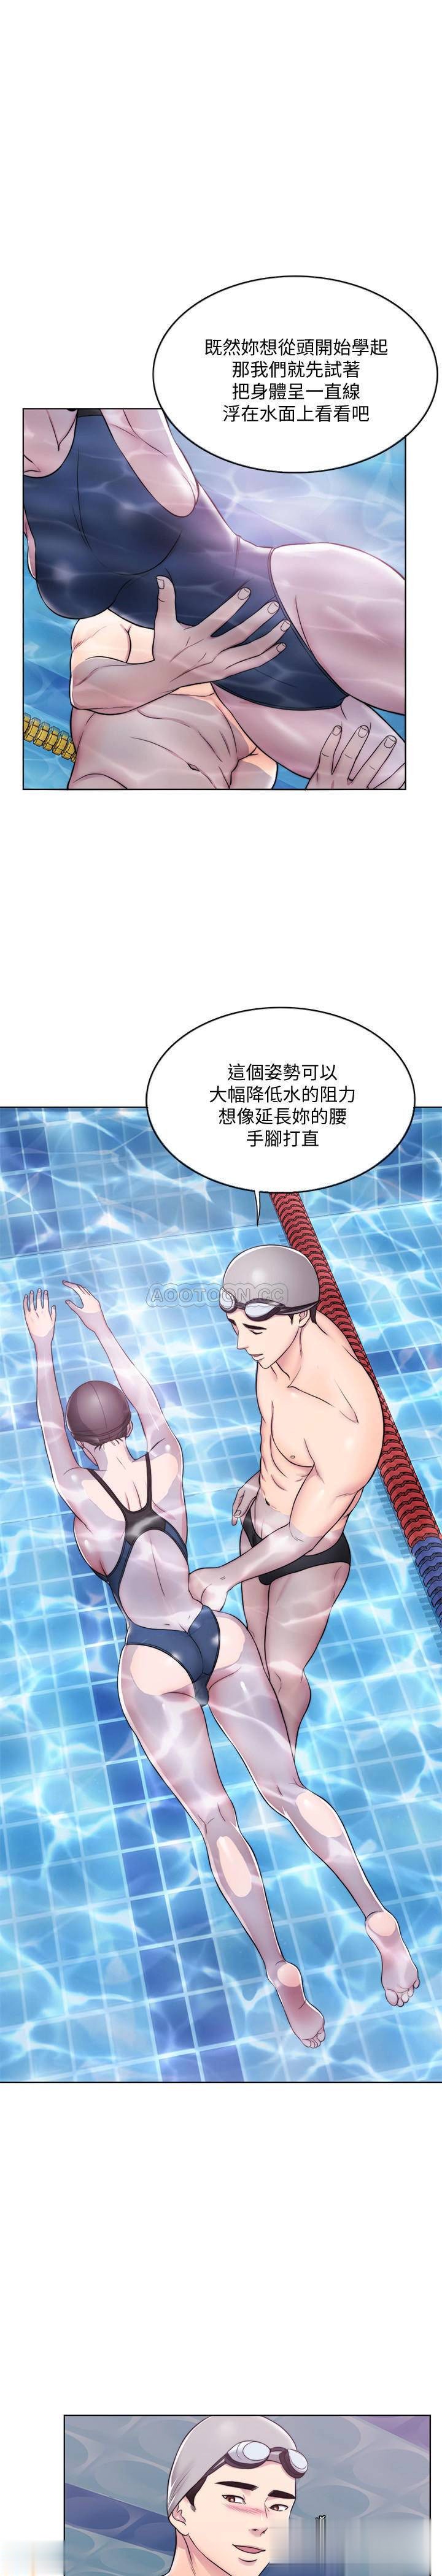 既然妳想從頭開始學起
那我們就先試著
把身體呈一直線
浮在水面上看看吧
這個姿勢可以
大幅降低水的阻力
想像延長妳的腰
手腳打直
AOOTOON.CC